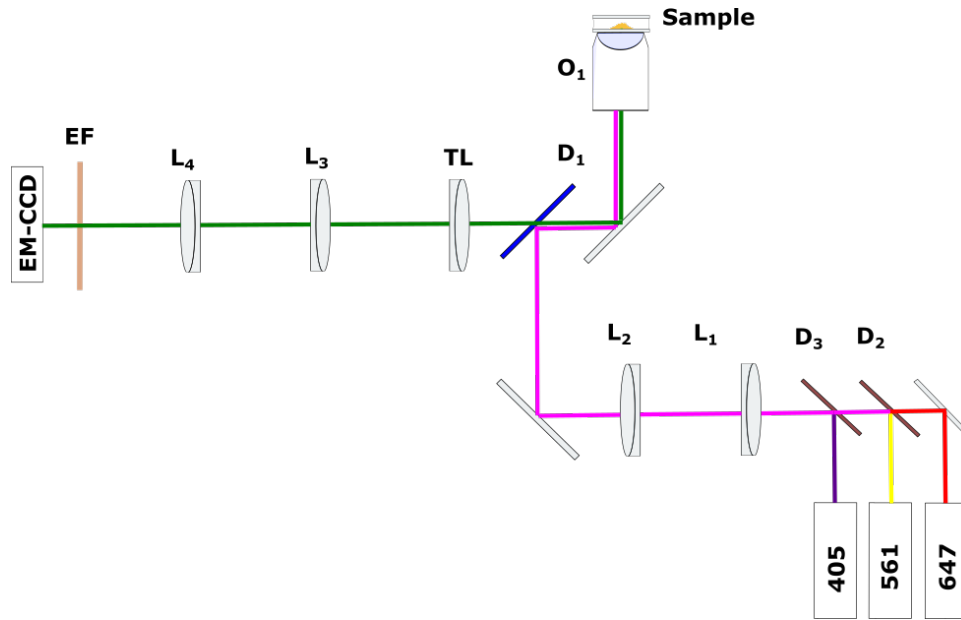 Sample
O₁
EF
L₄
L₃
TL
D₁
EM-CCD
L₂
L₁
D₃
D₂
405
561
647